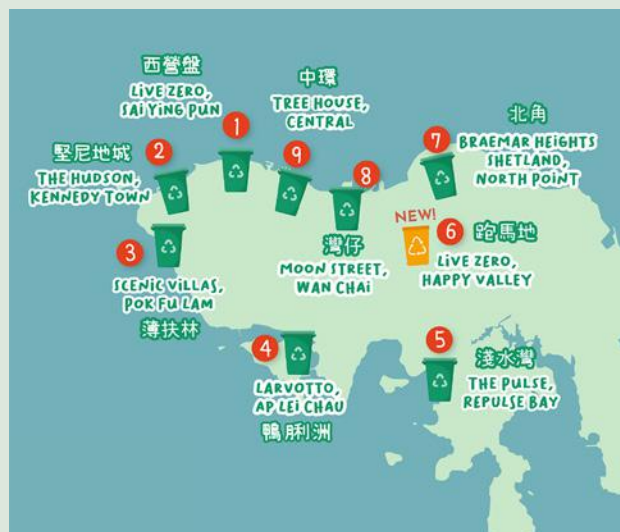 西營盤
LIVE ZERO,
SAI YING PUN
1
中環
TREE HOUSE,
CENTRAL
9
北角
7
BRAEMAR HEIGHTS
SHETLAND,
NORTH POINT
堅尼地城
2
THE HUDSON,
KENNEDY TOWN
8
灣仔
MOON STREET,
WAN CHAI
NEW!
6
跑馬地
LIVE ZERO,
HAPPY VALLEY
3
SCENIC VILLAS,
POK FU LAM
薄扶林
4
LARVOTTO,
AP LEI CHAU
鴨脷洲
5
淺水灣
THE PULSE,
REPULSE BAY